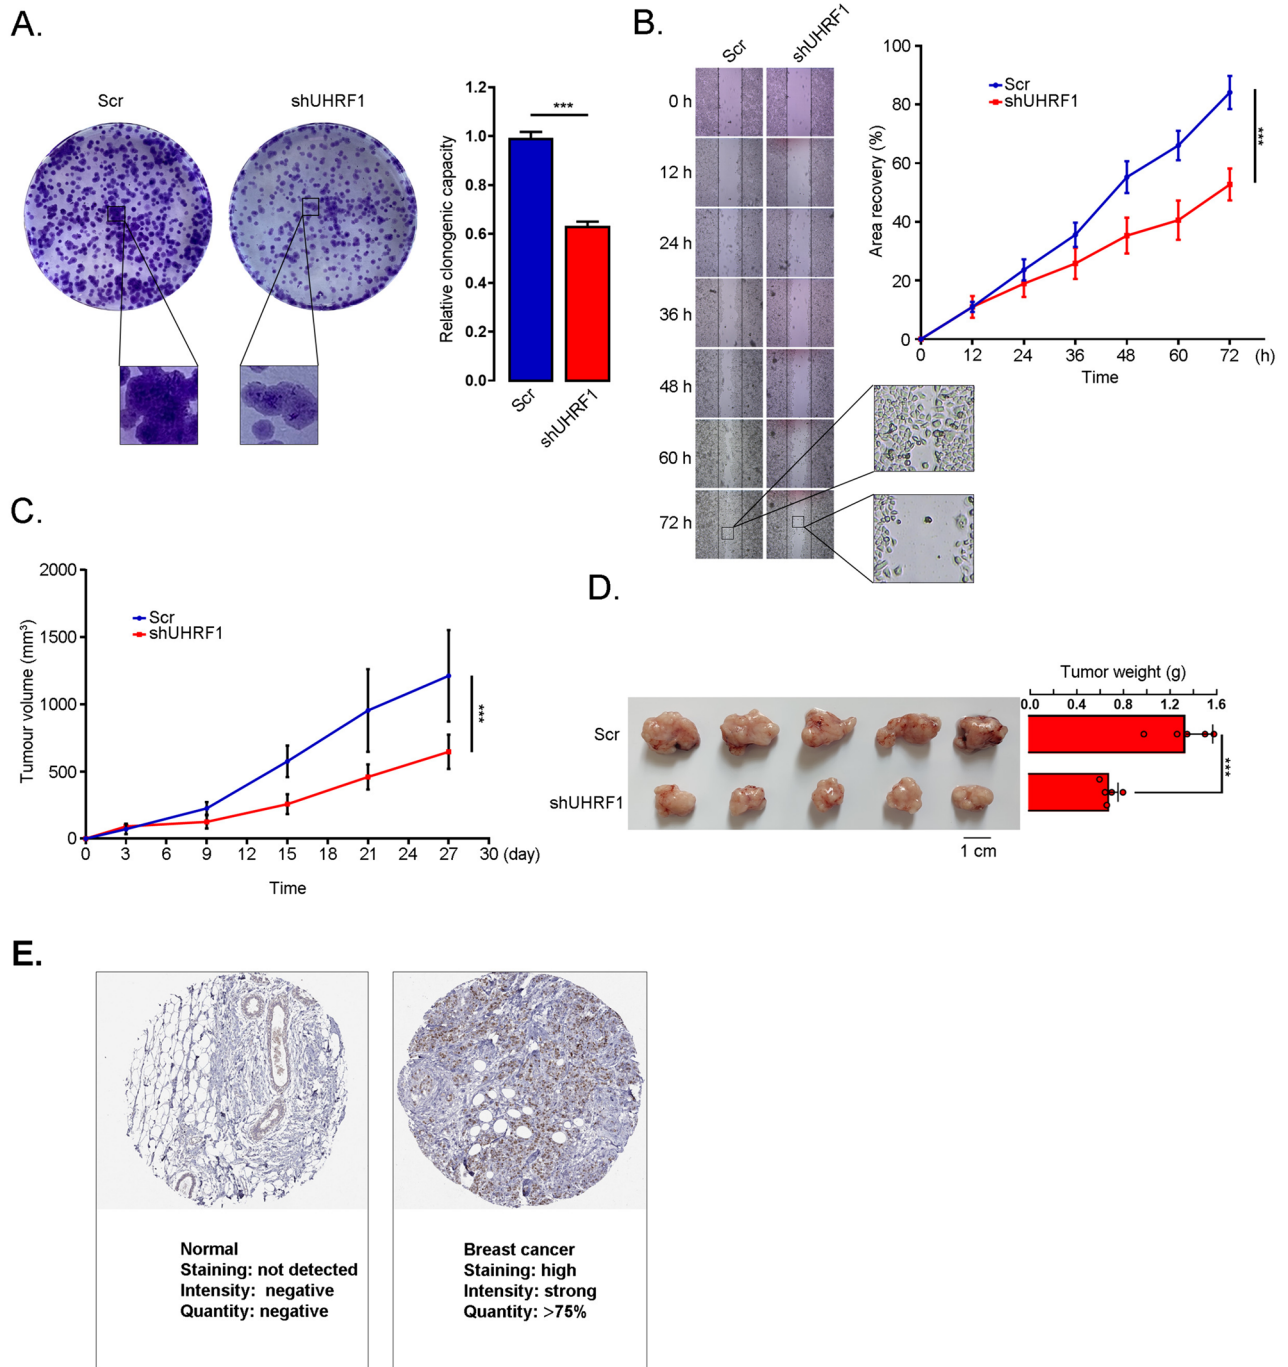 A.
Scr
shUHRF1
Relative clonogenic capacity
1.2
1.0
0.8
0.6
0.4
0.2
0.0
***
Scr
shUHRF1
B.
Scr
shUHRF1
0 h
12 h
24 h
36 h
48 h
60 h
72 h
Area recovery (%)
100
80
60
40
20
0
Scr
shUHRF1
***
0 12 24 36 48 60 72 (h)
Time
C.
Tumour volume (mm³)
2000
1500
1000
500
0
Scr
shUHRF1
***
0 3 6 9 12 15 18 21 24 27 30 (day)
Time
D.
Scr
shUHRF1
1 cm
Tumor weight (g)
0.0 0.4 0.8 1.2 1.6
***
E.
Normal
Staining: not detected
Intensity: negative
Quantity: negative
Breast cancer
Staining: high
Intensity: strong
Quantity: >75%